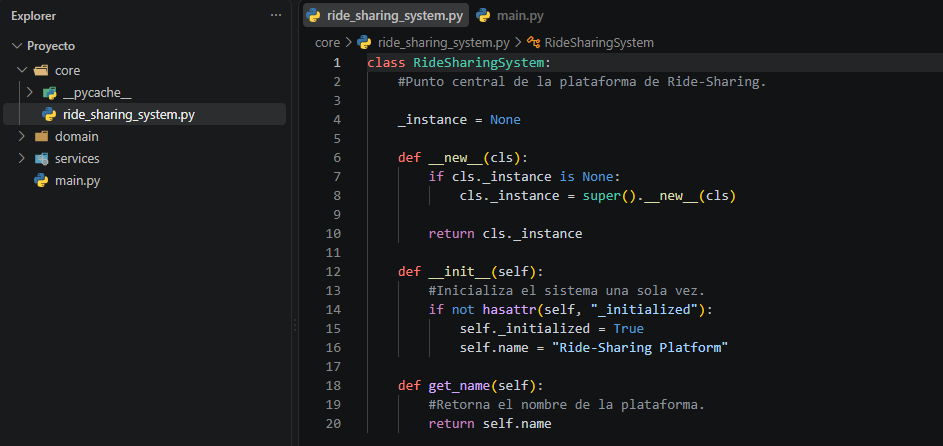 Explorer ...
Proyecto
core
__pycache__
ride_sharing_system.py
domain
services
main.py
ride_sharing_system.py main.py
core > ride_sharing_system.py > RideSharingSystem
1 class RideSharingSystem:
2     #Punto central de la plataforma de Ride-Sharing.
3
4     _instance = None
5
6     def __new__(cls):
7         if cls._instance is None:
8             cls._instance = super().__new__(cls)
9
10         return cls._instance
11
12     def __init__(self):
13         #Inicializa el sistema una sola vez.
14         if not hasattr(self, "_initialized"):
15             self._initialized = True
16             self.name = "Ride-Sharing Platform"
17
18     def get_name(self):
19         #Retorna el nombre de la plataforma.
20         return self.name